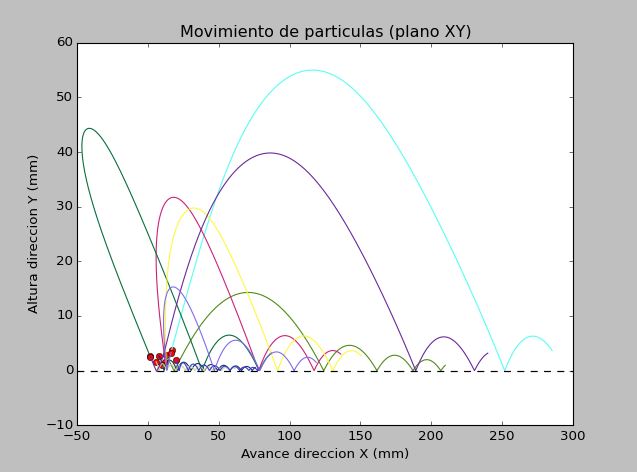 Movimiento de particulas (plano XY)
60
50
40
30
20
10
0
−10
Altura direccion Y (mm)
−50 0 50 100 150 200 250 300
Avance direccion X (mm)